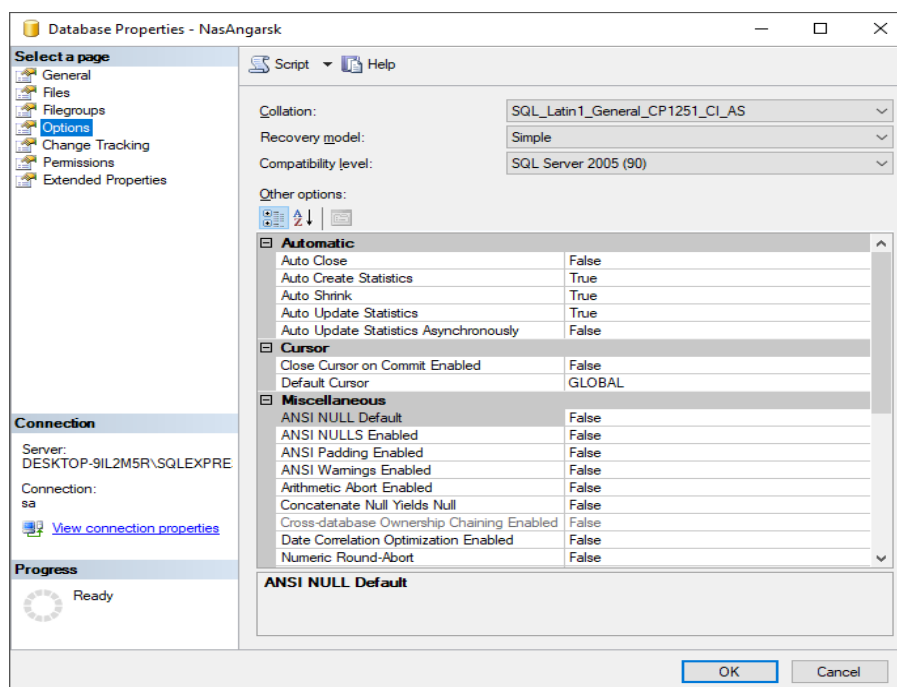 Database Properties - NasAngarsk
Select a page
General
Files
Filegroups
Options
Change Tracking
Permissions
Extended Properties
Connection
Server:
DESKTOP-9IL2M5R\SQLEXPRE
Connection:
sa
View connection properties
Progress
Ready
Script Help
Collation: SQL_Latin1_General_CP1251_CI_AS
Recovery model: Simple
Compatibility level: SQL Server 2005 (90)
Other options:
Automatic
Auto Close False
Auto Create Statistics True
Auto Shrink True
Auto Update Statistics True
Auto Update Statistics Asynchronously False
Cursor
Close Cursor on Commit Enabled False
Default Cursor GLOBAL
Miscellaneous
ANSI NULL Default False
ANSI NULLS Enabled False
ANSI Padding Enabled False
ANSI Warnings Enabled False
Arithmetic Abort Enabled False
Concatenate Null Yields Null False
Cross-database Ownership Chaining Enabled False
Date Correlation Optimization Enabled False
Numeric Round-Abort False
ANSI NULL Default
OK Cancel